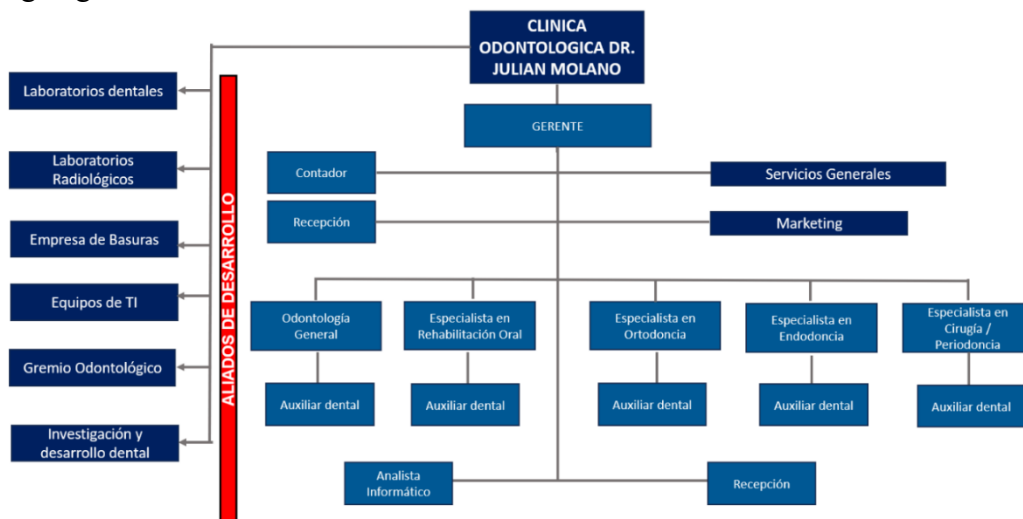 CLINICA
ODONTOLOGICA DR.
JULIAN MOLANO
GERENTE
Laboratorios dentales
Laboratorios
Radiológicos
Empresa de Basuras
Equipos de TI
Gremio Odontológico
Investigación y
desarrollo dental
ALIADOS DE DESARROLLO
Contador
Servicios Generales
Recepción
Marketing
Odontología
General
Especialista en
Rehabilitación Oral
Especialista en
Ortodoncia
Especialista en
Endodoncia
Especialista en
Cirugía /
Periodoncia
Auxiliar dental
Auxiliar dental
Auxiliar dental
Auxiliar dental
Auxiliar dental
Analista
Informático
Recepción